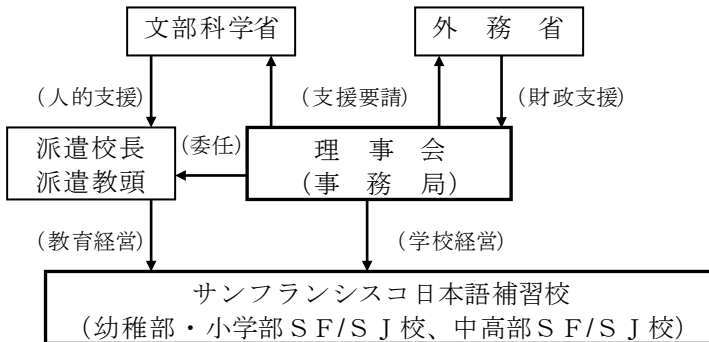 文部科学省
外 務 省
(人的支援)
(支援要請)
(財政支援)
派遣校長
派遣教頭
(委任)
理 事 会
(事 務 局)
(教育経営)
(学校経営)
サンフランシスコ日本語補習校
(幼稚部・小学部SF/SJ校、中高部SF/SJ校)